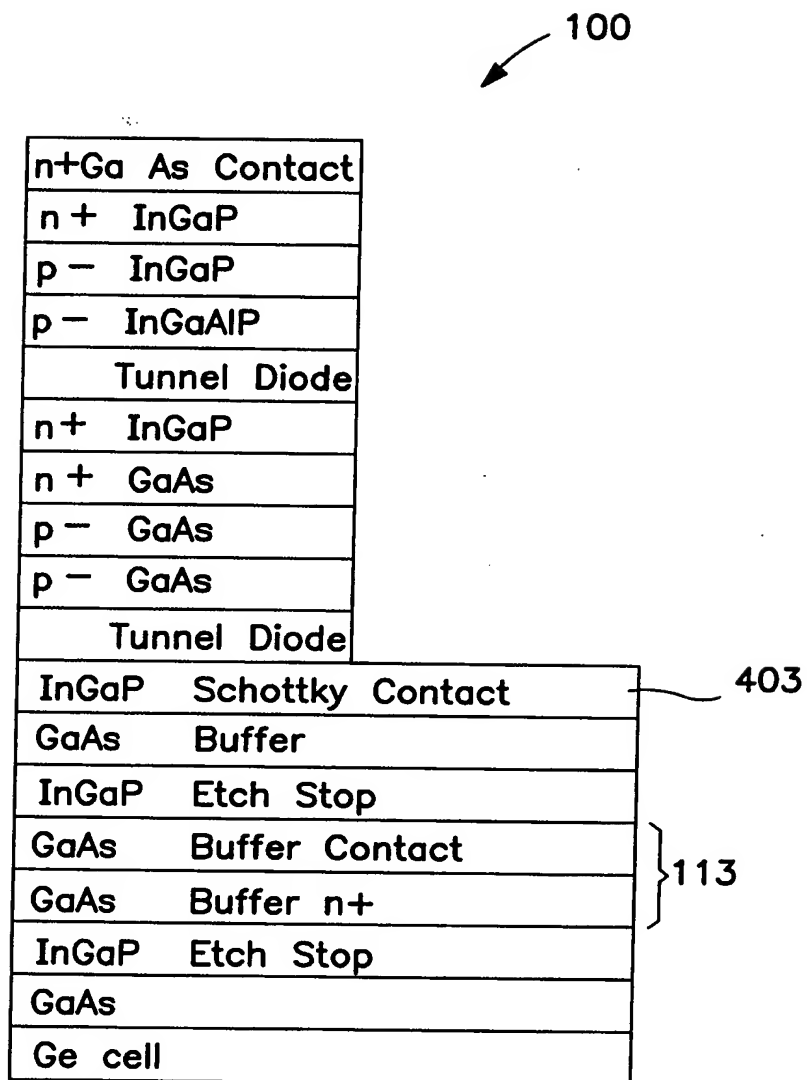 100
n+Ga As Contact
n+ InGaP
p- InGaP
p- InGaAlP
Tunnel Diode
n+ InGaP
n+ GaAs
p- GaAs
p- GaAs
Tunnel Diode
InGaP Schottky Contact 403
GaAs Buffer
InGaP Etch Stop
GaAs Buffer Contact
113
GaAs Buffer n+
InGaP Etch Stop
GaAs
Ge cell